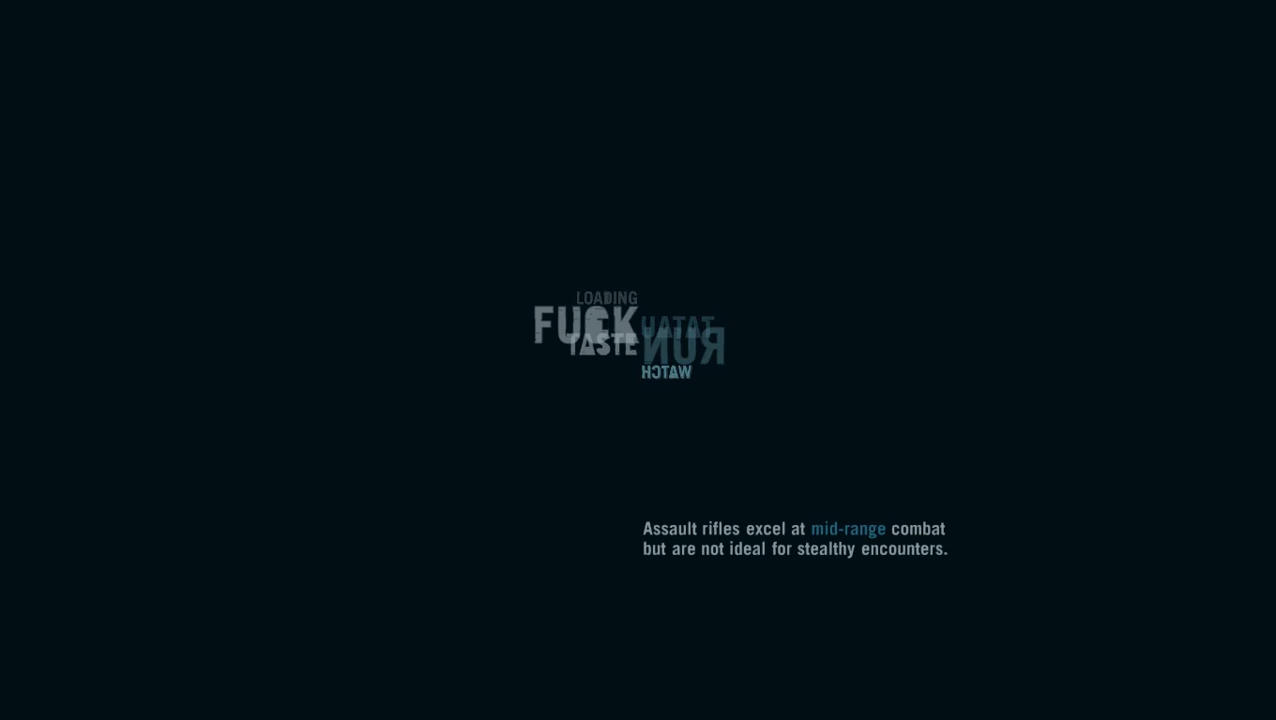 LOADING
FUCK
TASTE
RUN
WATCH
Assault rifles excel at mid-range combat
but are not ideal for stealthy encounters.